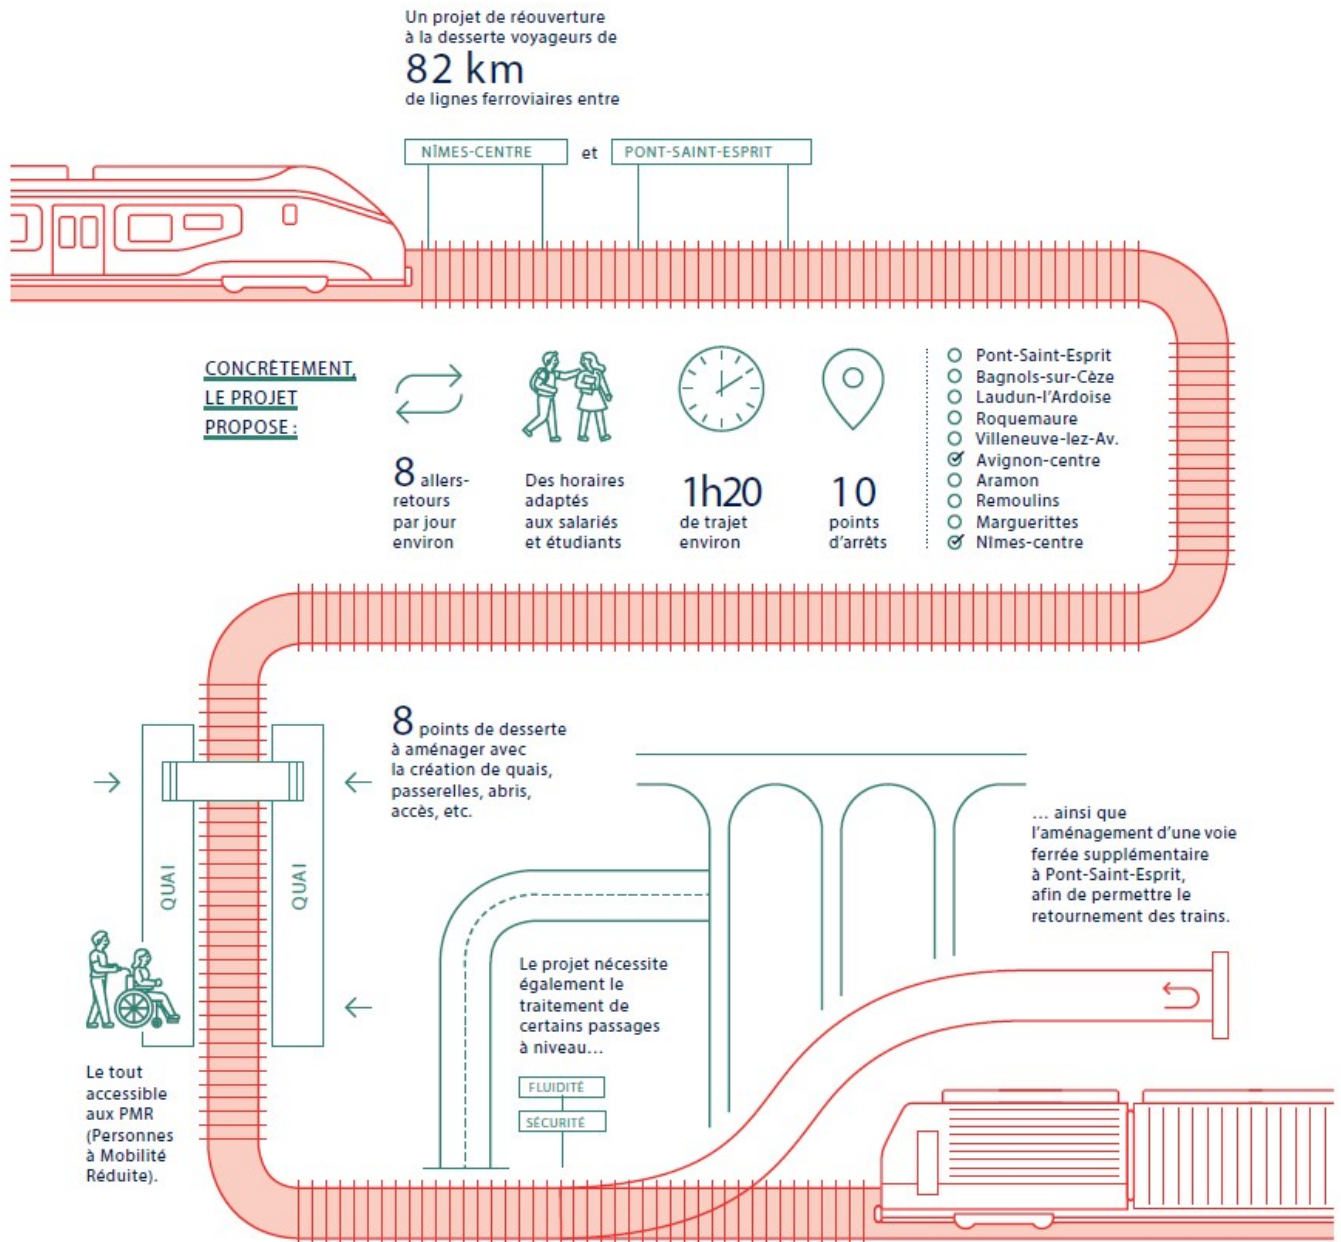 Un projet de réouverture
à la desserte voyageurs de
82 km
de lignes ferroviaires entre
NÎMES-CENTRE et PONT-SAINT-ESPRIT
CONCRÈTEMENT,
LE PROJET
PROPOSE :
8 allers-
retours
par jour
environ
Des horaires
adaptés
aux salariés
et étudiants
1h20
de trajet
environ
10
points
d'arrêts
Pont-Saint-Esprit
Bagnols-sur-Cèze
Laudun-l'Ardoise
Roquemaure
Villeneuve-lez-Av.
Avignon-centre
Aramon
Remoulins
Marguerittes
Nîmes-centre
8 points de desserte
à aménager avec
la création de quais,
passerelles, abris,
accès, etc.
QUAI
QUAI
Le tout
accessible
aux PMR
(Personnes
à Mobilité
Réduite).
Le projet nécessite
également le
traitement de
certains passages
à niveau...
FLUIDITÉ
SÉCURITÉ
... ainsi que
l'aménagement d'une voie
ferrée supplémentaire
à Pont-Saint-Esprit,
afin de permettre le
retournement des trains.